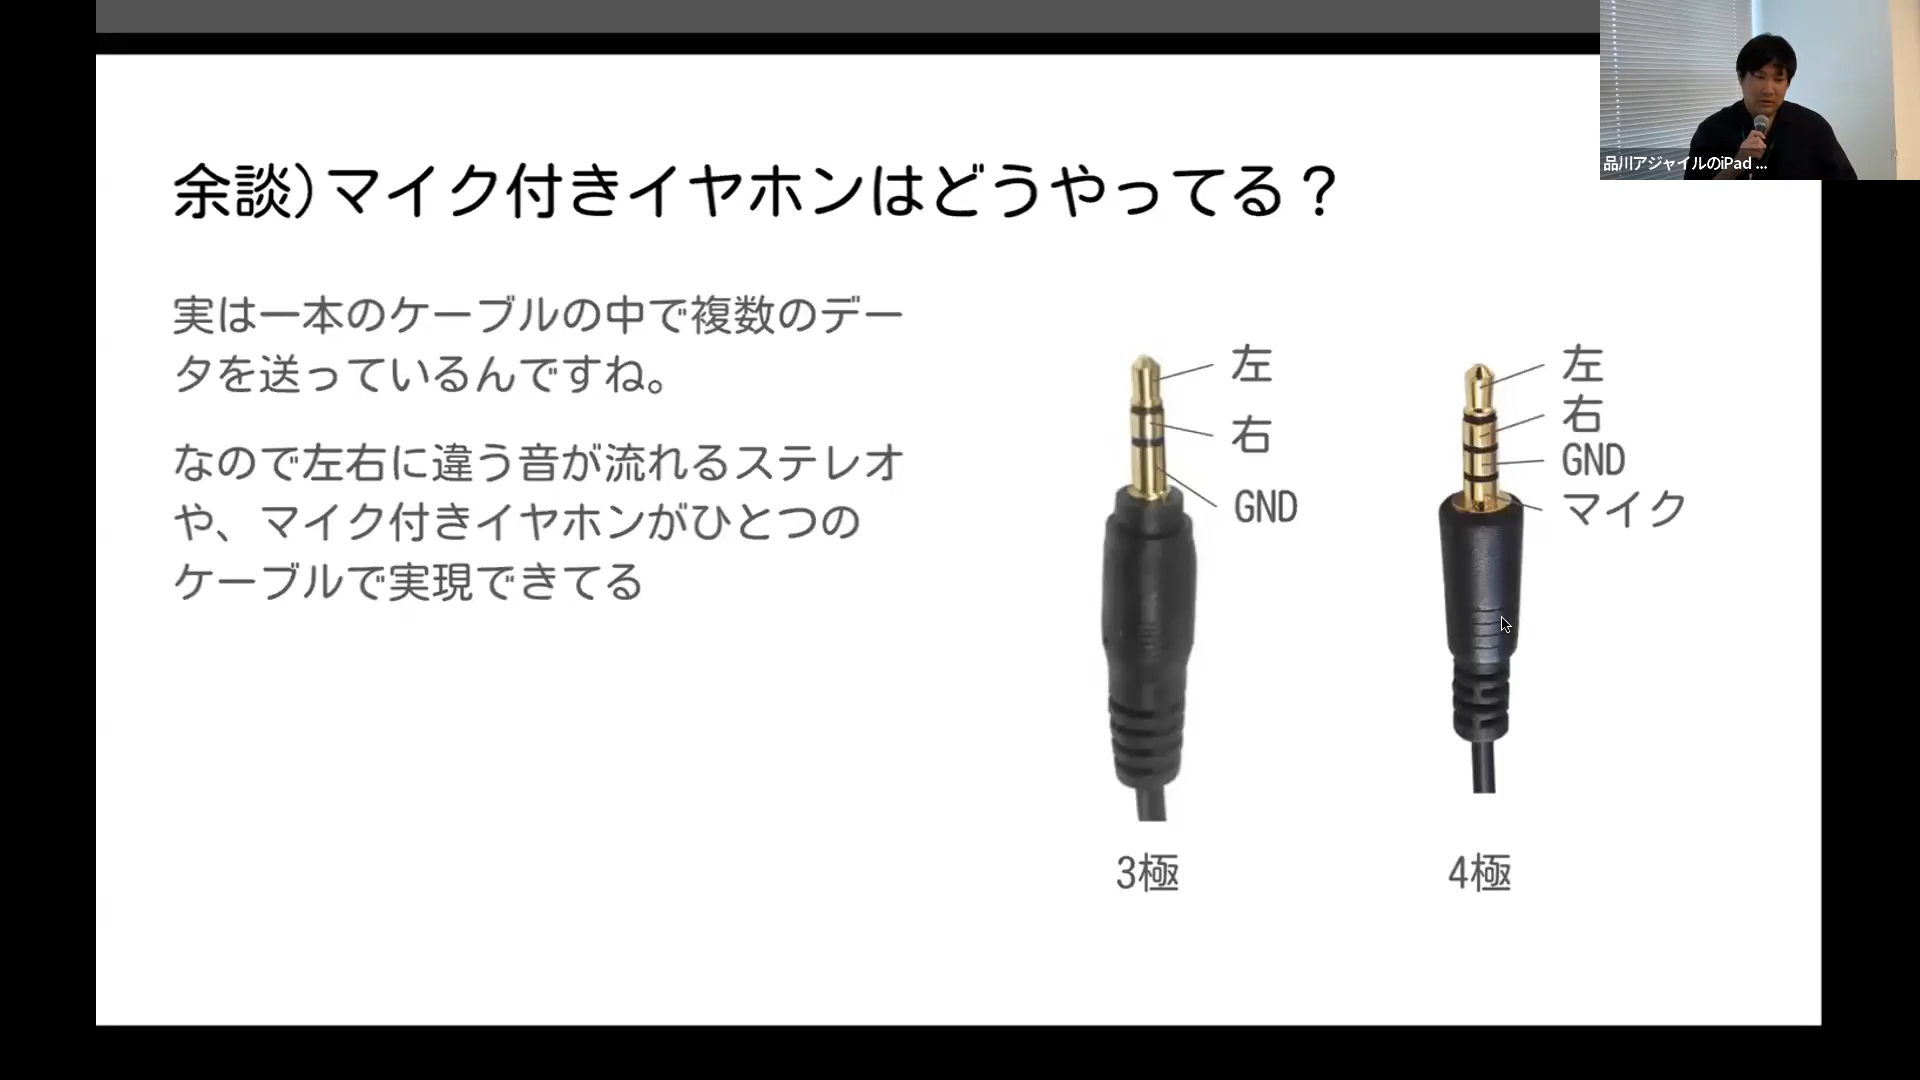 余談)マイク付きイヤホンはどうやってる？
実は一本のケーブルの中で複数のデー
タを送っているんですね。
なので左右に違う音が流れるステレオ
や、マイク付きイヤホンがひとつの
ケーブルで実現できてる
左
右
GND
3極
左
右
GND
マイク
4極
品川アジャイルのiPad ...